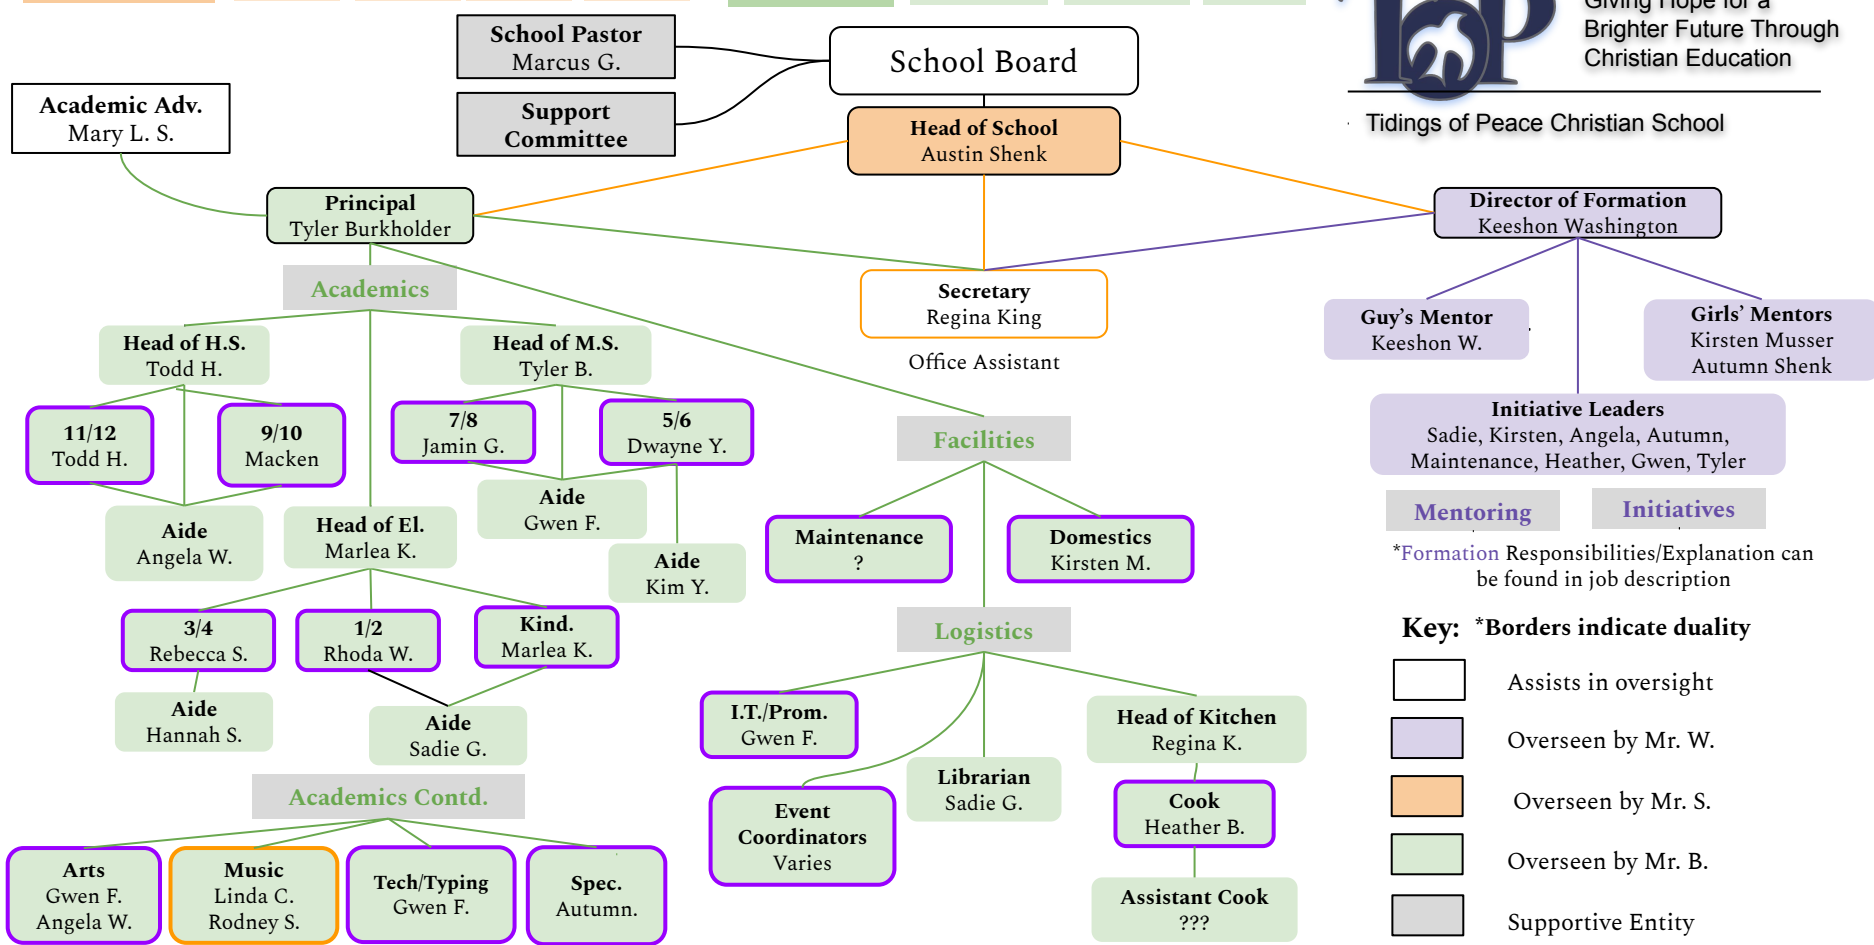 Giving Hope for a
Brighter Future Through
Christian Education
TOP
Tidings of Peace Christian School
School Pastor
Marcus G.
Support
Committee
School Board
Academic Adv.
Mary L. S.
Head of School
Austin Shenk
Principal
Tyler Burkholder
Director of Formation
Keeshon Washington
Secretary
Regina King
Office Assistant
Guy's Mentor
Keeshon W.
Girls' Mentors
Kirsten Musser
Autumn Shenk
Initiative Leaders
Sadie, Kirsten, Angela, Autumn,
Maintenance, Heather, Gwen, Tyler
Mentoring
Initiatives
*Formation Responsibilities/Explanation can
be found in job description
Academics
Head of H.S.
Todd H.
Head of M.S.
Tyler B.
11/12
Todd H.
9/10
Macken
7/8
Jamin G.
5/6
Dwayne Y.
Aide
Angela W.
Head of El.
Marlea K.
Aide
Gwen F.
Aide
Kim Y.
3/4
Rebecca S.
1/2
Rhoda W.
Kind.
Marlea K.
Aide
Hannah S.
Aide
Sadie G.
Academics Contd.
Arts
Gwen F.
Angela W.
Music
Linda C.
Rodney S.
Tech/Typing
Gwen F.
Spec.
Autumn.
Facilities
Maintenance
?
Domestics
Kirsten M.
Logistics
I.T./Prom.
Gwen F.
Event
Coordinators
Varies
Librarian
Sadie G.
Head of Kitchen
Regina K.
Cook
Heather B.
Assistant Cook
???
Key: *Borders indicate duality
Assists in oversight
Overseen by Mr. W.
Overseen by Mr. S.
Overseen by Mr. B.
Supportive Entity